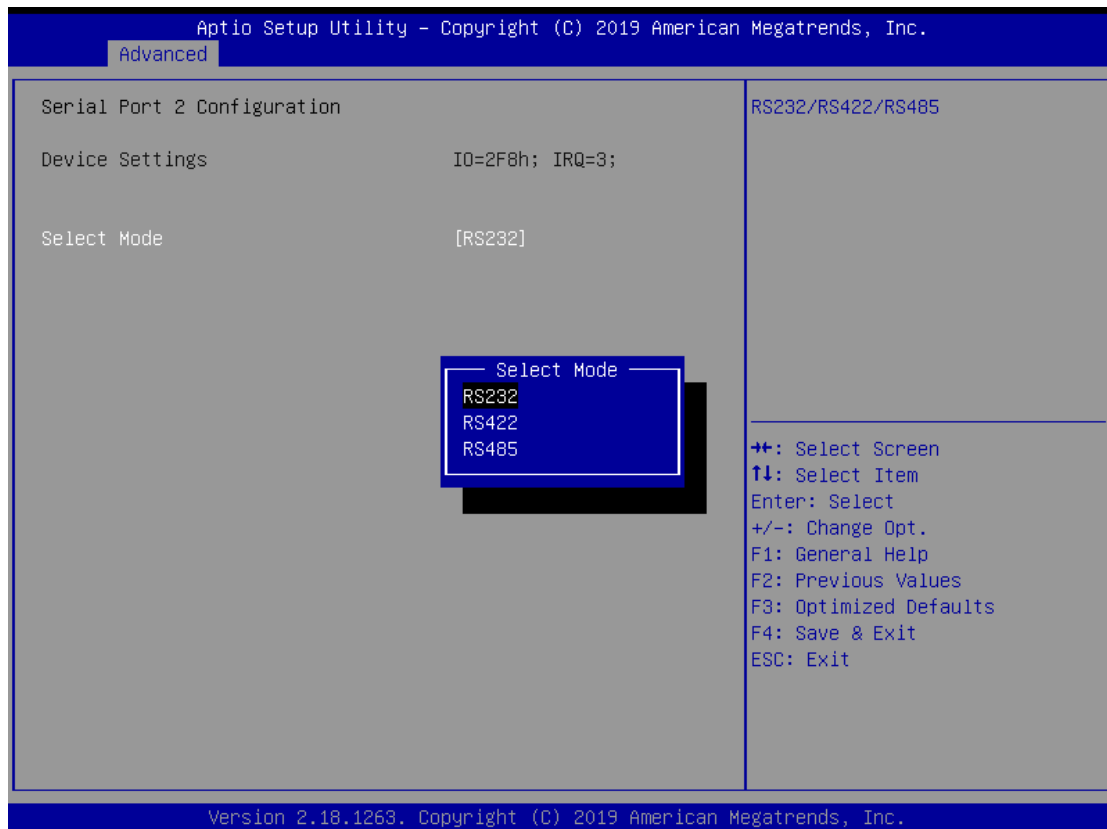 Aptio Setup Utility – Copyright (C) 2019 American Megatrends, Inc.
Advanced
Serial Port 2 Configuration
Device Settings IO=2F8h; IRQ=3;
Select Mode [RS232]
Select Mode
RS232
RS422
RS485
RS232/RS422/RS485
→←: Select Screen
↑↓: Select Item
Enter: Select
+/-: Change Opt.
F1: General Help
F2: Previous Values
F3: Optimized Defaults
F4: Save & Exit
ESC: Exit
Version 2.18.1263. Copyright (C) 2019 American Megatrends, Inc.